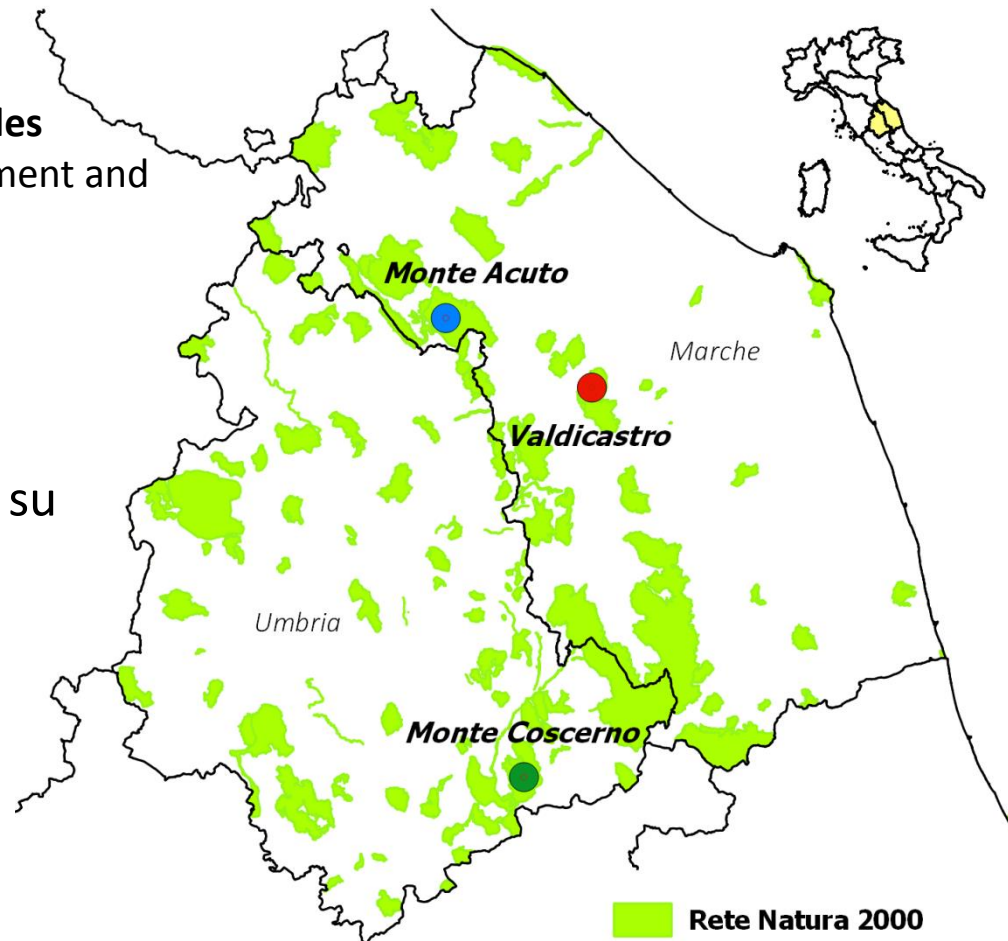 les
ment and
Monte Acuto
Marche
Valdicastro
su
Umbria
Monte Coscerno
Rete Natura 2000